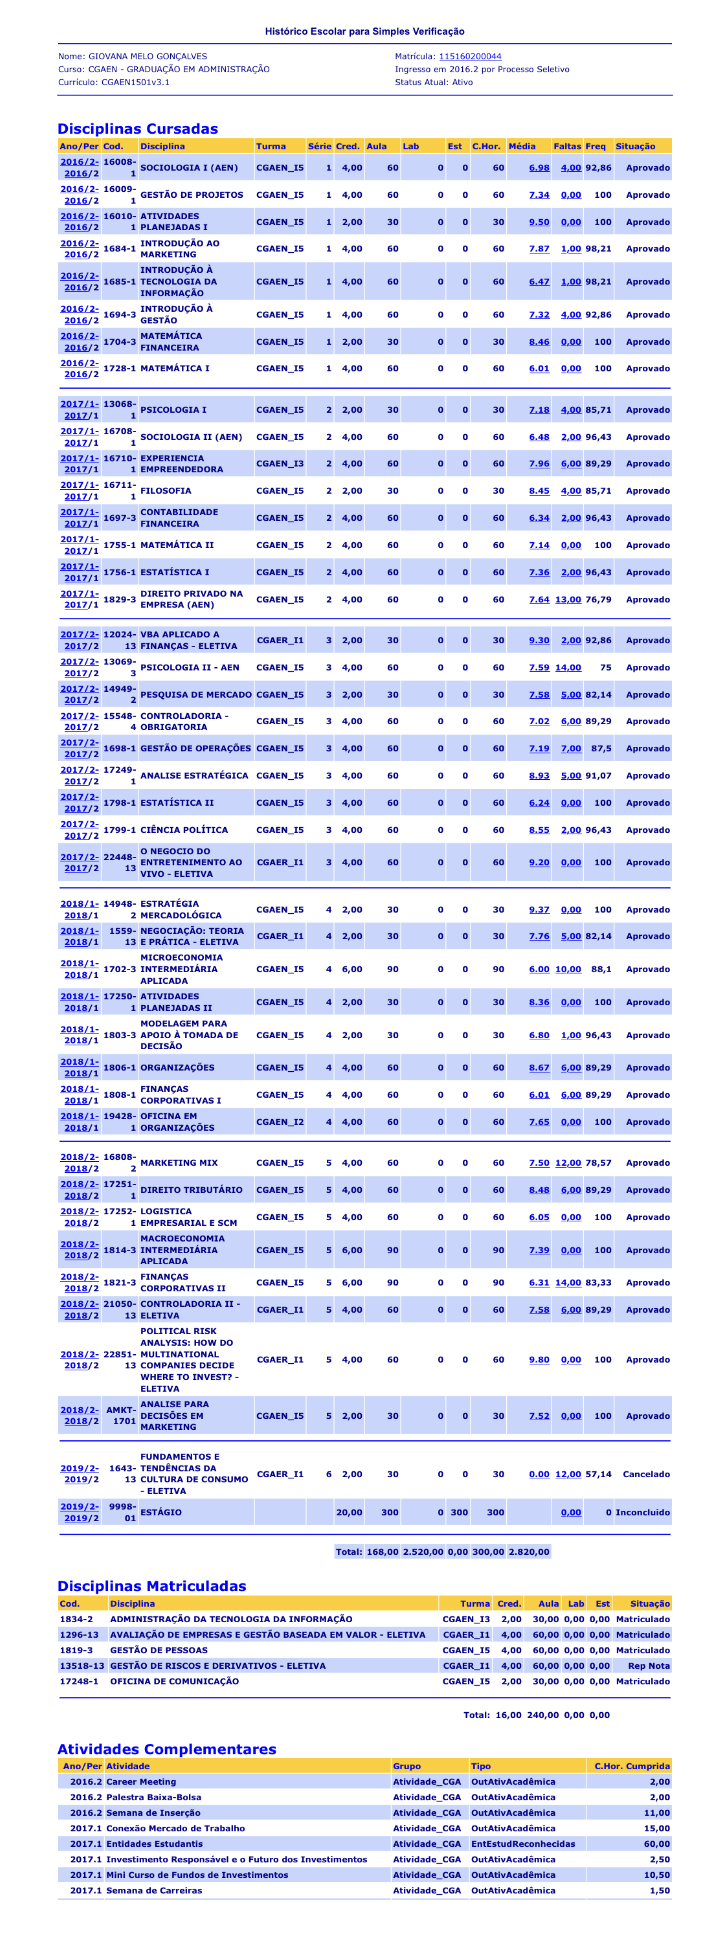 Histórico Escolar para Simples Verificação
Nome: GIOVANA MELO GONÇALVES Matrícula: 115160200044
Curso: CGAEN - GRADUAÇÃO EM ADMINISTRAÇÃO Ingresso em 2016.2 por Processo Seletivo
Currículo: CGAEN1501v3.1 Status Atual: Ativo
Disciplinas Cursadas
Ano/Per Cod. Disciplina Turma Série Cred. Aula Lab Est C.Hor. Média Faltas Freq Situação
2016/2-2016/2 16008-1 SOCIOLOGIA I (AEN) CGAEN_I5 1 4,00 60 0 0 60 6.98 4,00 92,86 Aprovado
2016/2-2016/2 16009-1 GESTÃO DE PROJETOS CGAEN_I5 1 4,00 60 0 0 60 7.34 0,00 100 Aprovado
2016/2-2016/2 16010-1 ATIVIDADES PLANEJADAS I CGAEN_I5 1 2,00 30 0 0 30 9.50 0,00 100 Aprovado
2016/2-2016/2 1684-1 INTRODUÇÃO AO MARKETING CGAEN_I5 1 4,00 60 0 0 60 7.87 1,00 98,21 Aprovado
2016/2-2016/2 1685-1 INTRODUÇÃO À TECNOLOGIA DA INFORMAÇÃO CGAEN_I5 1 4,00 60 0 0 60 6.47 1,00 98,21 Aprovado
2016/2-2016/2 1694-3 INTRODUÇÃO À GESTÃO CGAEN_I5 1 4,00 60 0 0 60 7.32 4,00 92,86 Aprovado
2016/2-2016/2 1704-3 MATEMÁTICA FINANCEIRA CGAEN_I5 1 2,00 30 0 0 30 8.46 0,00 100 Aprovado
2016/2-2016/2 1728-1 MATEMÁTICA I CGAEN_I5 1 4,00 60 0 0 60 6.01 0,00 100 Aprovado
2017/1-2017/1 13068-1 PSICOLOGIA I CGAEN_I5 2 2,00 30 0 0 30 7.18 4,00 85,71 Aprovado
2017/1-2017/1 16708-1 SOCIOLOGIA II (AEN) CGAEN_I5 2 4,00 60 0 0 60 6.48 2,00 96,43 Aprovado
2017/1-2017/1 16710-1 EXPERIENCIA EMPREENDEDORA CGAEN_I3 2 4,00 60 0 0 60 7.96 6,00 89,29 Aprovado
2017/1-2017/1 16711-1 FILOSOFIA CGAEN_I5 2 2,00 30 0 0 30 8.45 4,00 85,71 Aprovado
2017/1-2017/1 1697-3 CONTABILIDADE FINANCEIRA CGAEN_I5 2 4,00 60 0 0 60 6.34 2,00 96,43 Aprovado
2017/1-2017/1 1755-1 MATEMÁTICA II CGAEN_I5 2 4,00 60 0 0 60 7.14 0,00 100 Aprovado
2017/1-2017/1 1756-1 ESTATÍSTICA I CGAEN_I5 2 4,00 60 0 0 60 7.36 2,00 96,43 Aprovado
2017/1-2017/1 1829-3 DIREITO PRIVADO NA EMPRESA (AEN) CGAEN_I5 2 4,00 60 0 0 60 7.64 13,00 76,79 Aprovado
2017/2-2017/2 12024-13 VBA APLICADO A FINANÇAS - ELETIVA CGAER_I1 3 2,00 30 0 0 30 9.30 2,00 92,86 Aprovado
2017/2-2017/2 13069-3 PSICOLOGIA II - AEN CGAEN_I5 3 4,00 60 0 0 60 7.59 14,00 75 Aprovado
2017/2-2017/2 14949-2 PESQUISA DE MERCADO CGAEN_I5 3 2,00 30 0 0 30 7.58 5,00 82,14 Aprovado
2017/2-2017/2 15548-4 CONTROLADORIA - OBRIGATORIA CGAEN_I5 3 4,00 60 0 0 60 7.02 6,00 89,29 Aprovado
2017/2-2017/2 1698-1 GESTÃO DE OPERAÇÕES CGAEN_I5 3 4,00 60 0 0 60 7.19 7,00 87,5 Aprovado
2017/2-2017/2 17249-1 ANALISE ESTRATÉGICA CGAEN_I5 3 4,00 60 0 0 60 8.93 5,00 91,07 Aprovado
2017/2-2017/2 1798-1 ESTATÍSTICA II CGAEN_I5 3 4,00 60 0 0 60 6.24 0,00 100 Aprovado
2017/2-2017/2 1799-1 CIÊNCIA POLÍTICA CGAEN_I5 3 4,00 60 0 0 60 8.55 2,00 96,43 Aprovado
2017/2-2017/2 22448-13 O NEGOCIO DO ENTRETENIMENTO AO VIVO - ELETIVA CGAER_I1 3 4,00 60 0 0 60 9.20 0,00 100 Aprovado
2018/1-2018/1 14948-2 ESTRATÉGIA MERCADOLÓGICA CGAEN_I5 4 2,00 30 0 0 30 9.37 0,00 100 Aprovado
2018/1-2018/1 1559-13 NEGOCIAÇÃO: TEORIA E PRÁTICA - ELETIVA CGAER_I1 4 2,00 30 0 0 30 7.76 5,00 82,14 Aprovado
2018/1-2018/1 1702-3 MICROECONOMIA INTERMEDIÁRIA APLICADA CGAEN_I5 4 6,00 90 0 0 90 6.00 10,00 88,1 Aprovado
2018/1-2018/1 17250-1 ATIVIDADES PLANEJADAS II CGAEN_I5 4 2,00 30 0 0 30 8.36 0,00 100 Aprovado
2018/1-2018/1 1803-3 MODELAGEM PARA APOIO À TOMADA DE DECISÃO CGAEN_I5 4 2,00 30 0 0 30 6.80 1,00 96,43 Aprovado
2018/1-2018/1 1806-1 ORGANIZAÇÕES CGAEN_I5 4 4,00 60 0 0 60 8.67 6,00 89,29 Aprovado
2018/1-2018/1 1808-1 FINANÇAS CORPORATIVAS I CGAEN_I5 4 4,00 60 0 0 60 6.01 6,00 89,29 Aprovado
2018/1-2018/1 19428-1 OFICINA EM ORGANIZAÇÕES CGAEN_I2 4 4,00 60 0 0 60 7.65 0,00 100 Aprovado
2018/2-2018/2 16808-2 MARKETING MIX CGAEN_I5 5 4,00 60 0 0 60 7.50 12,00 78,57 Aprovado
2018/2-2018/2 17251-1 DIREITO TRIBUTÁRIO CGAEN_I5 5 4,00 60 0 0 60 8.48 6,00 89,29 Aprovado
2018/2-2018/2 17252-1 LOGISTICA EMPRESARIAL E SCM CGAEN_I5 5 4,00 60 0 0 60 6.05 0,00 100 Aprovado
2018/2-2018/2 1814-3 MACROECONOMIA INTERMEDIÁRIA APLICADA CGAEN_I5 5 6,00 90 0 0 90 7.39 0,00 100 Aprovado
2018/2-2018/2 1821-3 FINANÇAS CORPORATIVAS II CGAEN_I5 5 6,00 90 0 0 90 6.31 14,00 83,33 Aprovado
2018/2-2018/2 21050-13 CONTROLADORIA II - ELETIVA CGAER_I1 5 4,00 60 0 0 60 7.58 6,00 89,29 Aprovado
2018/2-2018/2 22851-13 POLITICAL RISK ANALYSIS: HOW DO MULTINATIONAL COMPANIES DECIDE WHERE TO INVEST? - ELETIVA CGAER_I1 5 4,00 60 0 0 60 9.80 0,00 100 Aprovado
2018/2-2018/2 AMKT-1701 ANALISE PARA DECISÕES EM MARKETING CGAEN_I5 5 2,00 30 0 0 30 7.52 0,00 100 Aprovado
2019/2-2019/2 1643-13 FUNDAMENTOS E TENDÊNCIAS DA CULTURA DE CONSUMO - ELETIVA CGAER_I1 6 2,00 30 0 0 30 0.00 12,00 57,14 Cancelado
2019/2-2019/2 9998-01 ESTÁGIO 20,00 300 0 300 300 0,00 0 Inconcluido
Total: 168,00 2.520,00 0,00 300,00 2.820,00
Disciplinas Matriculadas
Cod. Disciplina Turma Cred. Aula Lab Est Situação
1834-2 ADMINISTRAÇÃO DA TECNOLOGIA DA INFORMAÇÃO CGAEN_I3 2,00 30,00 0,00 0,00 Matriculado
1296-13 AVALIAÇÃO DE EMPRESAS E GESTÃO BASEADA EM VALOR - ELETIVA CGAER_I1 4,00 60,00 0,00 0,00 Matriculado
1819-3 GESTÃO DE PESSOAS CGAEN_I5 4,00 60,00 0,00 0,00 Matriculado
13518-13 GESTÃO DE RISCOS E DERIVATIVOS - ELETIVA CGAER_I1 4,00 60,00 0,00 0,00 Rep Nota
17248-1 OFICINA DE COMUNICAÇÃO CGAEN_I5 2,00 30,00 0,00 0,00 Matriculado
Total: 16,00 240,00 0,00 0,00
Atividades Complementares
Ano/Per Atividade Grupo Tipo C.Hor. Cumprida
2016.2 Career Meeting Atividade_CGA OutAtivAcadêmica 2,00
2016.2 Palestra Baixa-Bolsa Atividade_CGA OutAtivAcadêmica 2,00
2016.2 Semana de Inserção Atividade_CGA OutAtivAcadêmica 11,00
2017.1 Conexão Mercado de Trabalho Atividade_CGA OutAtivAcadêmica 15,00
2017.1 Entidades Estudantis Atividade_CGA EntEstudReconhecidas 60,00
2017.1 Investimento Responsável e o Futuro dos Investimentos Atividade_CGA OutAtivAcadêmica 2,50
2017.1 Mini Curso de Fundos de Investimentos Atividade_CGA OutAtivAcadêmica 10,50
2017.1 Semana de Carreiras Atividade_CGA OutAtivAcadêmica 1,50